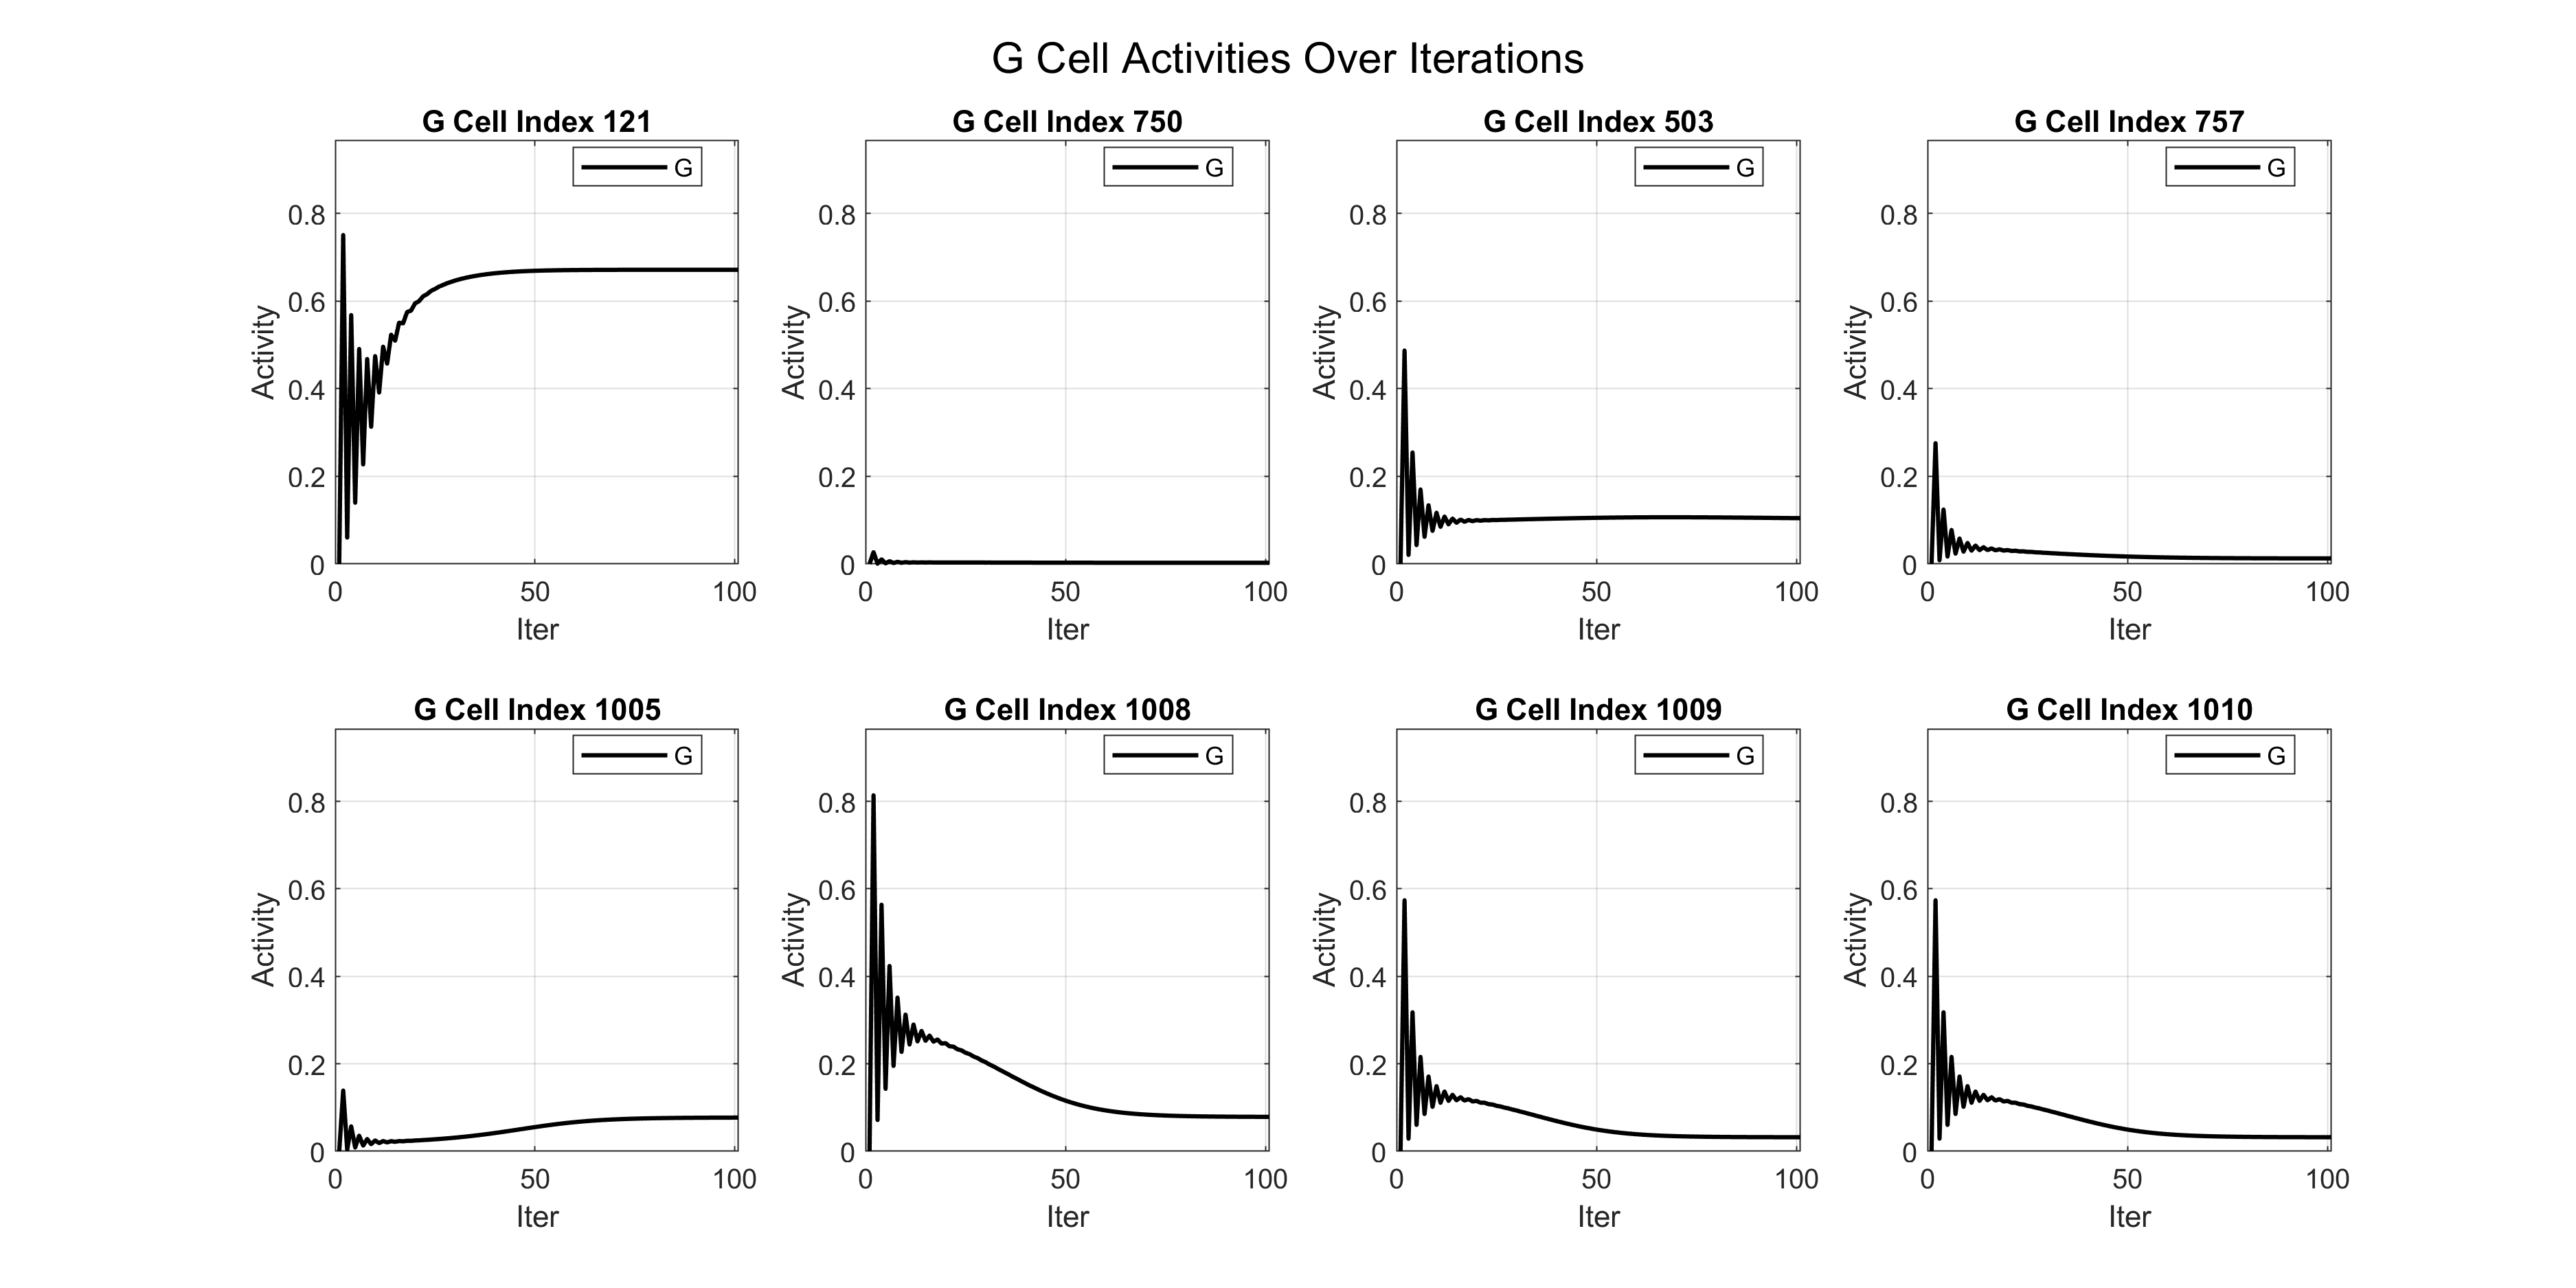 G Cell Activities Over Iterations
G Cell Index 121
G
0.8
0.6
0.4
0.2
0
Activity
0 50 100
Iter
G Cell Index 750
G
0.8
0.6
0.4
0.2
0
Activity
0 50 100
Iter
G Cell Index 503
G
0.8
0.6
0.4
0.2
0
Activity
0 50 100
Iter
G Cell Index 757
G
0.8
0.6
0.4
0.2
0
Activity
0 50 100
Iter
G Cell Index 1005
G
0.8
0.6
0.4
0.2
0
Activity
0 50 100
Iter
G Cell Index 1008
G
0.8
0.6
0.4
0.2
0
Activity
0 50 100
Iter
G Cell Index 1009
G
0.8
0.6
0.4
0.2
0
Activity
0 50 100
Iter
G Cell Index 1010
G
0.8
0.6
0.4
0.2
0
Activity
0 50 100
Iter